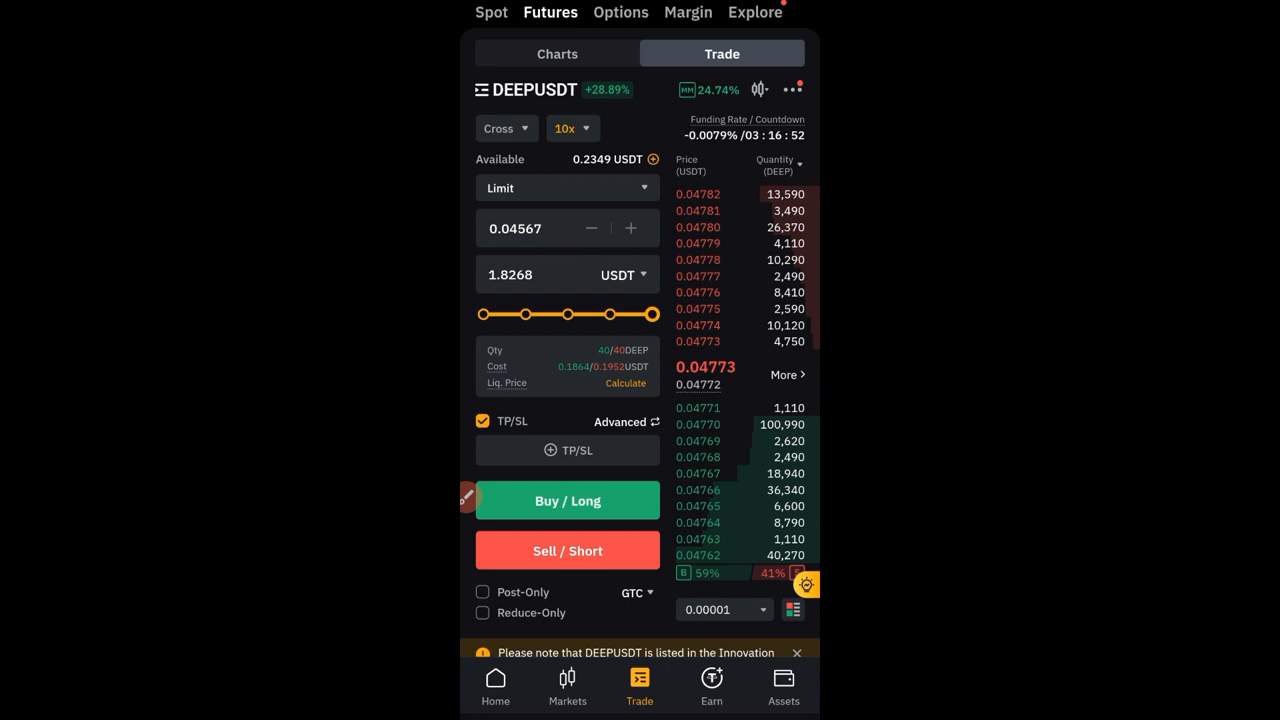 Spot Futures Options Margin Explore
Charts Trade
DEEPUSDT +28.89% MM 24.74%
Cross 10x
Funding Rate / Countdown
-0.0079% /03 : 16 : 52
Available 0.2349 USDT
Limit
0.04567
1.8268 USDT
Qty 40/40DEEP
Cost 0.1864/0.1952USDT
Liq. Price Calculate
TP/SL Advanced
TP/SL
Buy / Long
Sell / Short
Post-Only GTC
Reduce-Only
Price Quantity
(USDT) (DEEP)
0.04782 13,590
0.04781 3,490
0.04780 26,370
0.04779 4,110
0.04778 10,290
0.04777 2,490
0.04776 8,410
0.04775 2,590
0.04774 10,120
0.04773 4,750
0.04773
0.04772
More
0.04771 1,110
0.04770 100,990
0.04769 2,620
0.04768 2,490
0.04767 18,940
0.04766 36,340
0.04765 6,600
0.04764 8,790
0.04763 1,110
0.04762 40,270
B 59% 41%
0.00001
Please note that DEEPUSDT is listed in the Innovation
Home Markets Trade Earn Assets